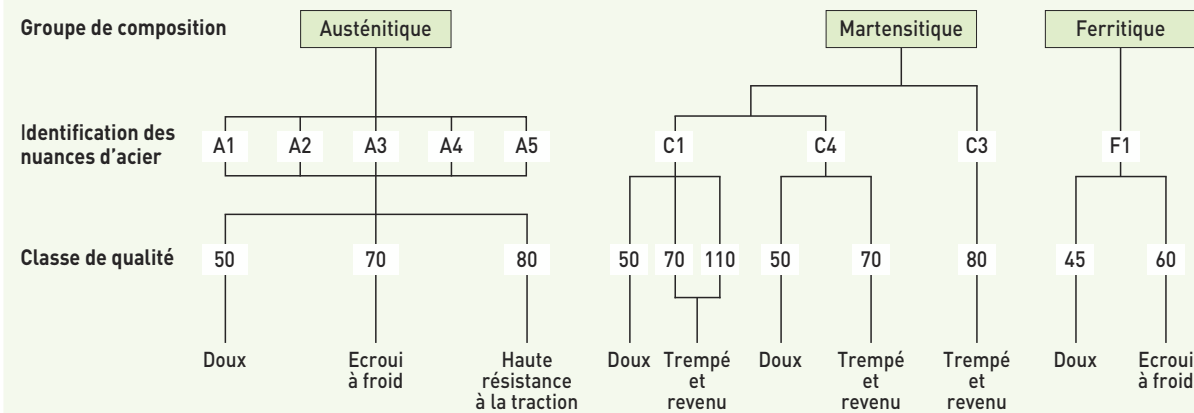 Groupe de composition Austénitique Martensitique Ferritique
Identification des
nuances d'acier
A1 A2 A3 A4 A5 C1 C4 C3 F1
Classe de qualité 50 70 80 50 70 110 50 70 80 45 60
Doux
Ecroui
à froid
Haute
résistance
à la traction
Doux
Trempé
et
revenu
Doux
Trempé
et
revenu
Trempé
et
revenu
Doux
Ecroui
à froid